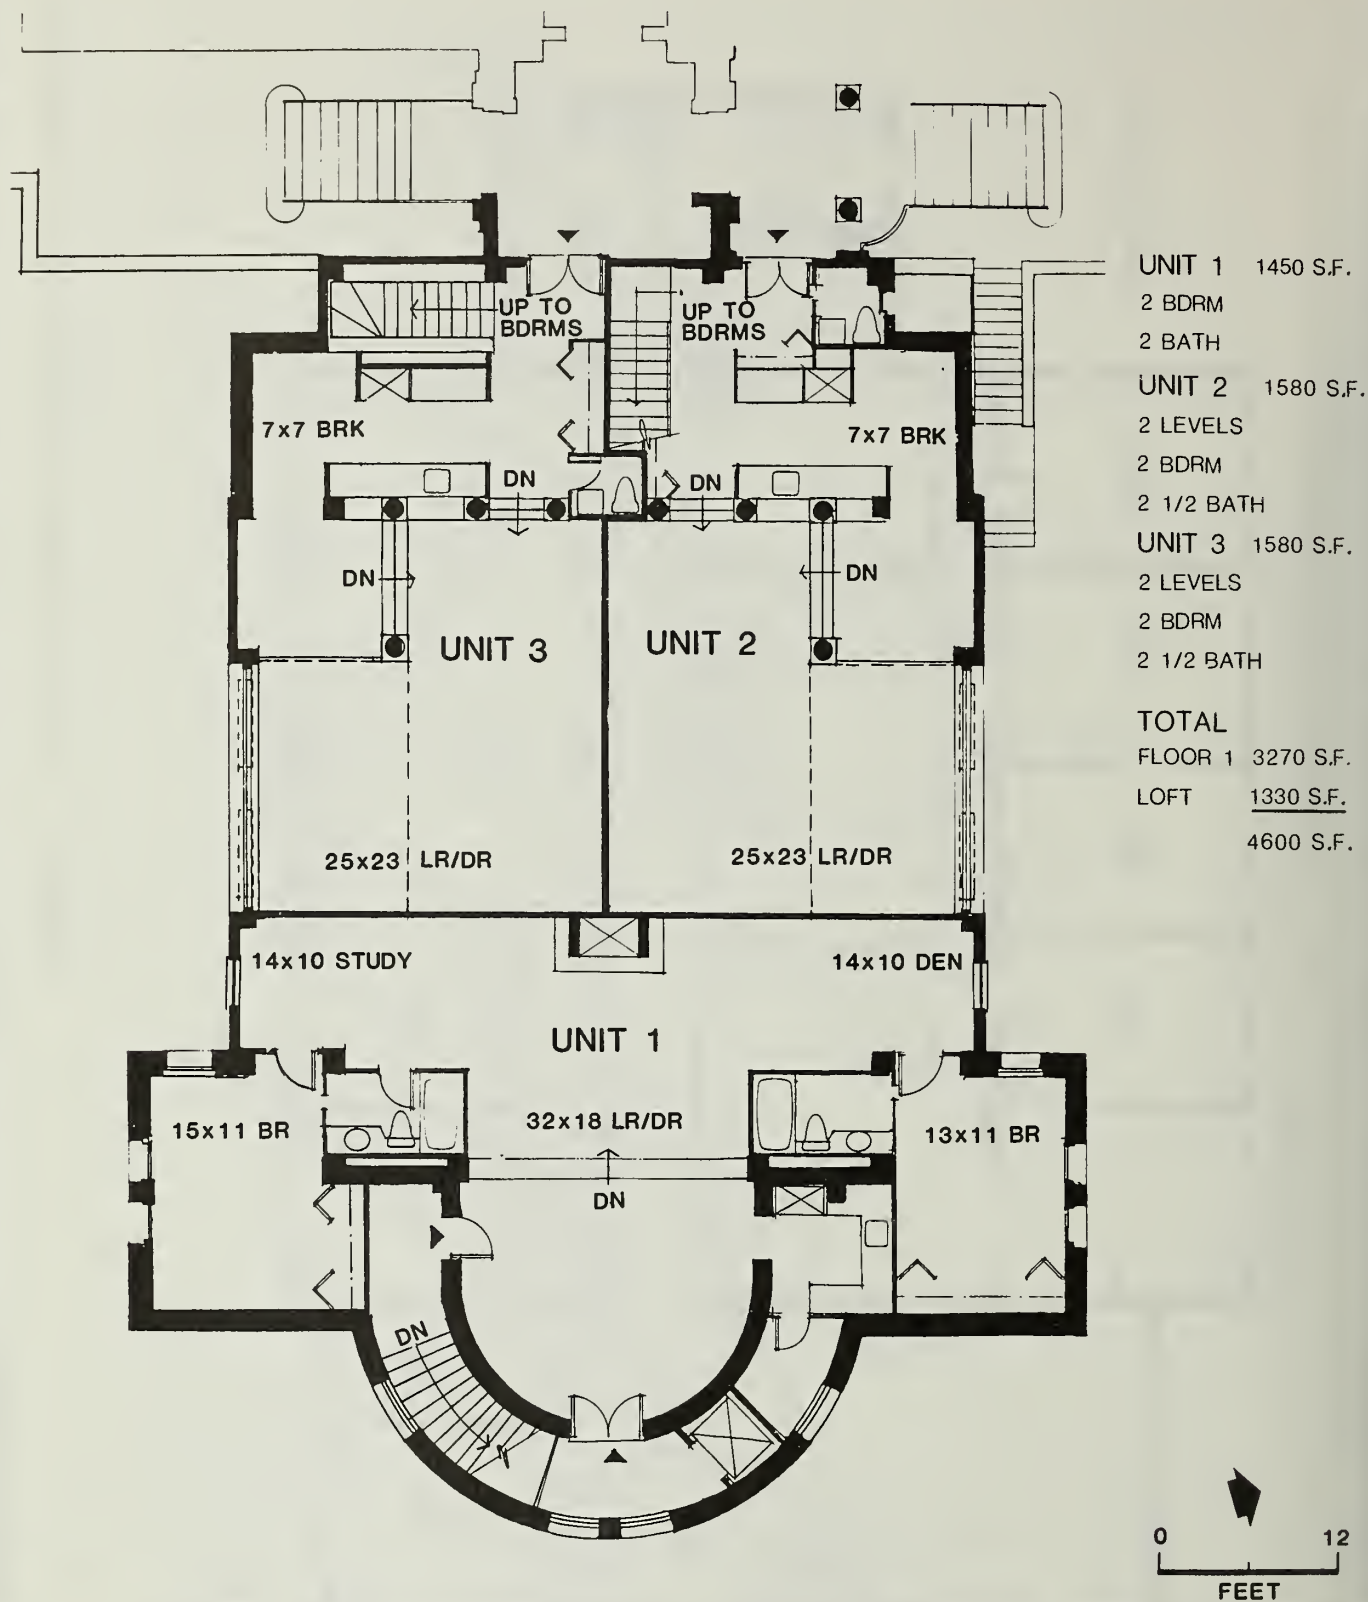 UP TO
BDRMS
UP TO
BDRMS
7x7 BRK
7x7 BRK
DN
DN
DN
DN
UNIT 3
UNIT 2
25x23 LR/DR
25x23 LR/DR
14x10 STUDY
14x10 DEN
UNIT 1
15x11 BR
32x18 LR/DR
13x11 BR
DN
DN
UNIT 1 1450 S.F.
2 BDRM
2 BATH
UNIT 2 1580 S.F.
2 LEVELS
2 BDRM
2 1/2 BATH
UNIT 3 1580 S.F.
2 LEVELS
2 BDRM
2 1/2 BATH
TOTAL
FLOOR 1 3270 S.F.
LOFT 1330 S.F.
4600 S.F.
0 12
FEET